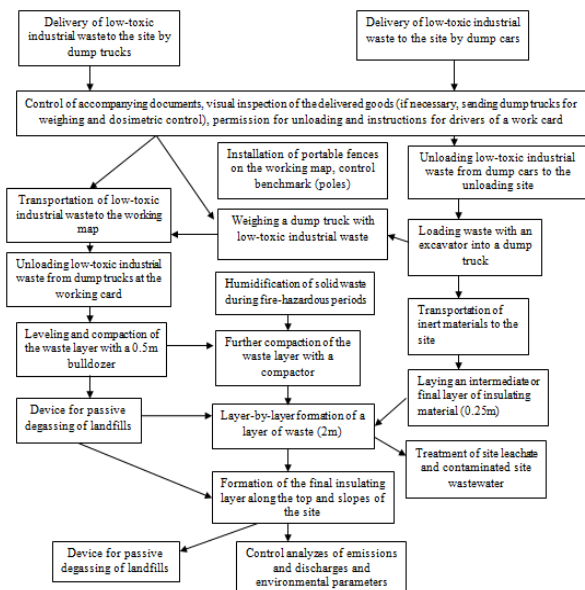 Delivery of low-toxic
industrial waste to the site by
dump trucks
Delivery of low-toxic industrial
waste to the site by dump cars
Control of accompanying documents, visual inspection of the delivered goods (if necessary, sending dump trucks for
weighing and dosimetric control), permission for unloading and instructions for drivers of a work card
Installation of portable fences
on the working map, control
benchmark (poles)
Unloading low-toxic industrial
waste from dump cars to the
unloading site
Transportation of low-toxic
industrial waste to the working
map
Weighing a dump truck with
low-toxic industrial waste
Loading waste with an
excavator into a dump
truck
Unloading low-toxic industrial
waste from dump trucks at the
working card
Humidification of solid waste
during fire-hazardous periods
Transportation of
inert materials to the
site
Leveling and compaction of
the waste layer with a 0.5m
bulldozer
Further compaction of the
waste layer with a
compactor
Laying an intermediate or
final layer of insulating
material (0.25m)
Device for passive
degassing of landfills
Layer-by-layer formation of a
layer of waste (2m)
Treatment of site leachate
and contaminated site
wastewater
Formation of the final insulating
layer along the top and slopes of
the site
Device for passive
degassing of landfills
Control analyzes of emissions
and discharges and
environmental parameters